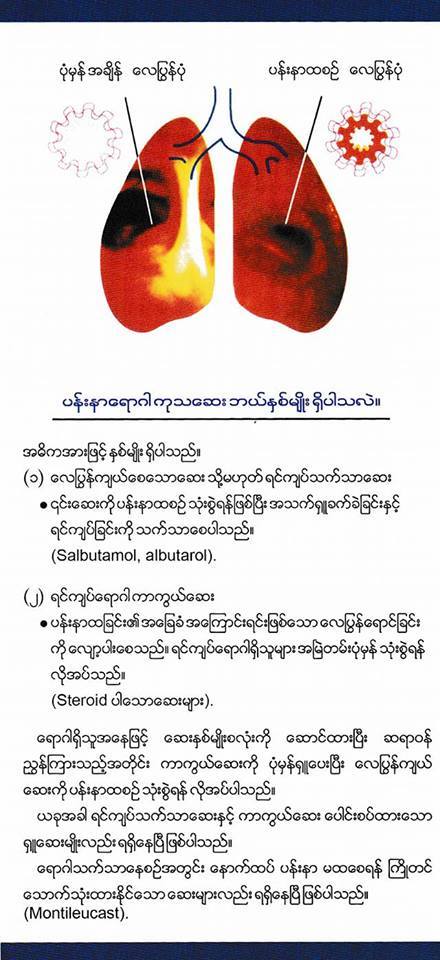 ပုံမှန် အချိန် လေပြွန်ပုံ
ပန်းနာထစဉ် လေပြွန်ပုံ
ပန်းနာရောဂါ ကုသဆေး ဘယ်နှစ်မျိုး ရှိပါသလဲ။
အဓိကအားဖြင့် နှစ်မျိုး ရှိပါသည်။
(၁) လေပြွန်ကျယ်စေသောဆေး သို့မဟုတ် ရင်ကျပ်သက်သာဆေး
● ၎င်းဆေးကို ပန်းနာထစဉ် သုံးစွဲရန်ဖြစ်ပြီး အသက်ရှူခက်ခဲခြင်းနှင့်
ရင်ကျပ်ခြင်းကို သက်သာစေပါသည်။
(Salbutamol, albutarol).
(၂) ရင်ကျပ်ရောဂါ ကာကွယ်ဆေး
● ပန်းနာထခြင်း၏ အခြေခံ အကြောင်းရင်းဖြစ်သော လေပြွန်ရောင်ခြင်း
ကို လျော့ပါးစေသည်။ ရင်ကျပ်ရောဂါရှိသူများ အမြဲတမ်းပုံမှန် သုံးစွဲရန်
လိုအပ်သည်။
(Steroid ပါသောဆေးများ).
ရောဂါရှိသူအနေဖြင့် ဆေးနှစ်မျိုးစလုံးကို ဆောင်ထားပြီး ဆရာဝန်
ညွှန်ကြားသည့်အတိုင်း ကာကွယ်ဆေးကို ပုံမှန်ရှူပေးပြီး လေပြွန်ကျယ်
ဆေးကို ပန်းနာထစဉ် သုံးစွဲရန် လိုအပ်ပါသည်။
ယခုအခါ ရင်ကျပ်သက်သာဆေးနှင့် ကာကွယ်ဆေး ပေါင်းစပ်ထားသော
ရှူဆေးမျိုးလည်း ရရှိနေပြီ ဖြစ်ပါသည်။
ရောဂါသက်သာနေစဉ်အတွင်း နောက်ထပ် ပန်းနာ မထစေရန် ကြိုတင်
သောက်သုံးထားနိုင်သော ဆေးများလည်း ရရှိနေပြီ ဖြစ်ပါသည်။
(Montileucast).